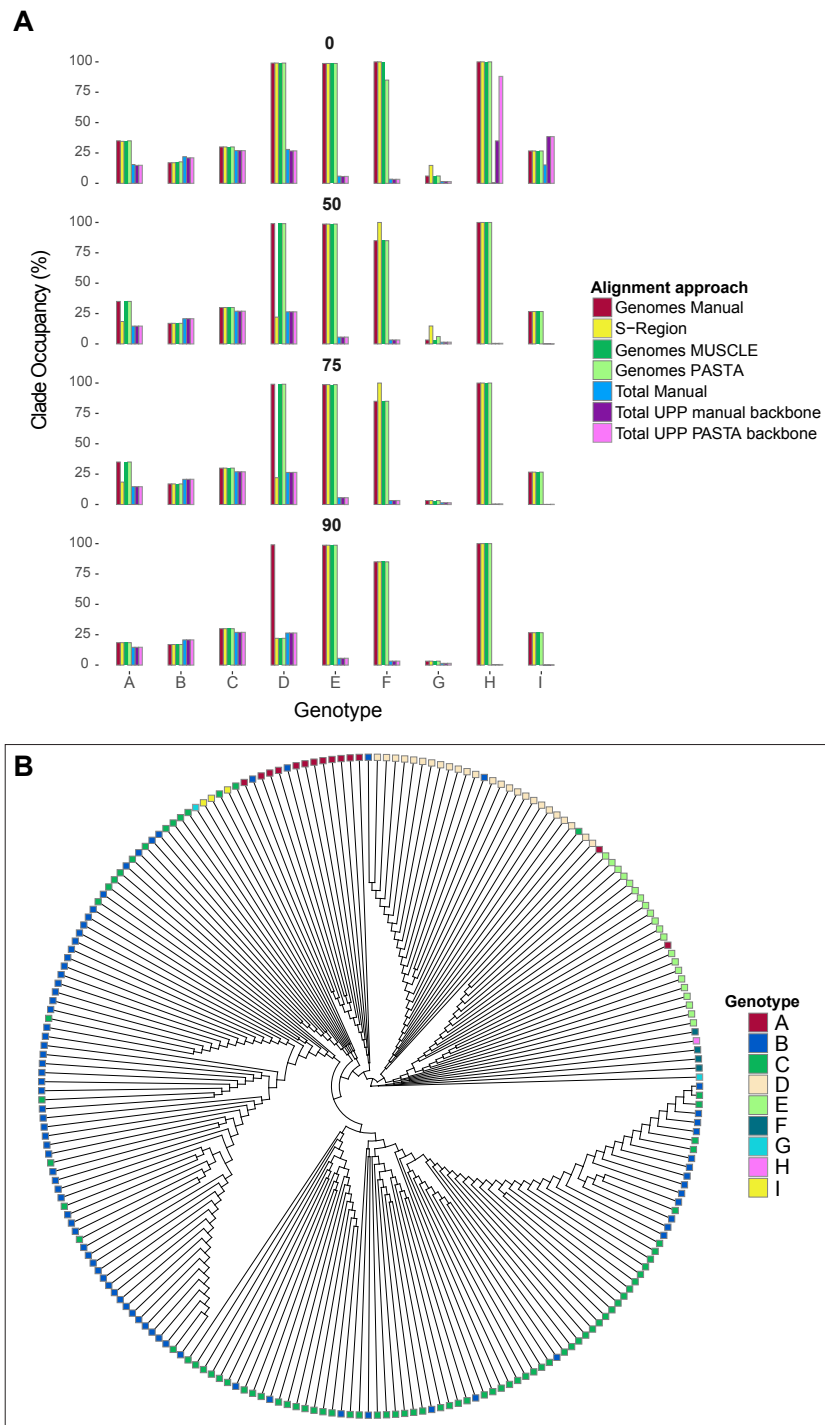 A
0
100
75
50
25
0
50
100
75
50
25
0
75
100
75
50
25
0
90
100
75
50
25
0
Clade Occupancy (%)
A B C D E F G H I
Genotype
Alignment approach
Genomes Manual
S−Region
Genomes MUSCLE
Genomes PASTA
Total Manual
Total UPP manual backbone
Total UPP PASTA backbone
B
Genotype
A
B
C
D
E
F
G
H
I